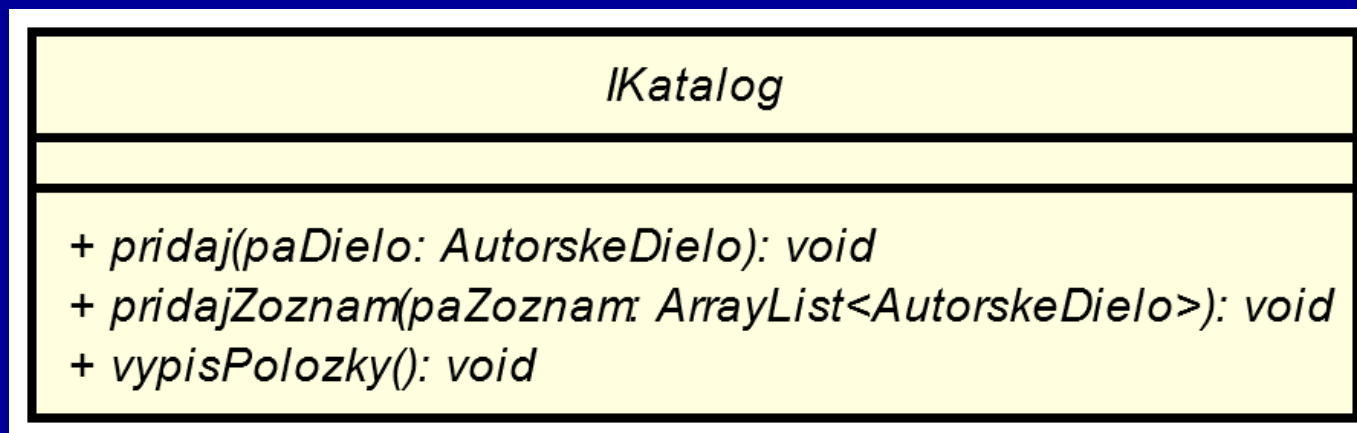 IKatalog
+ pridaj(paDielo: AutorskeDielo): void
+ pridajZoznam(paZoznam: ArrayList<AutorskeDielo>): void
+ vypisPolozky(): void